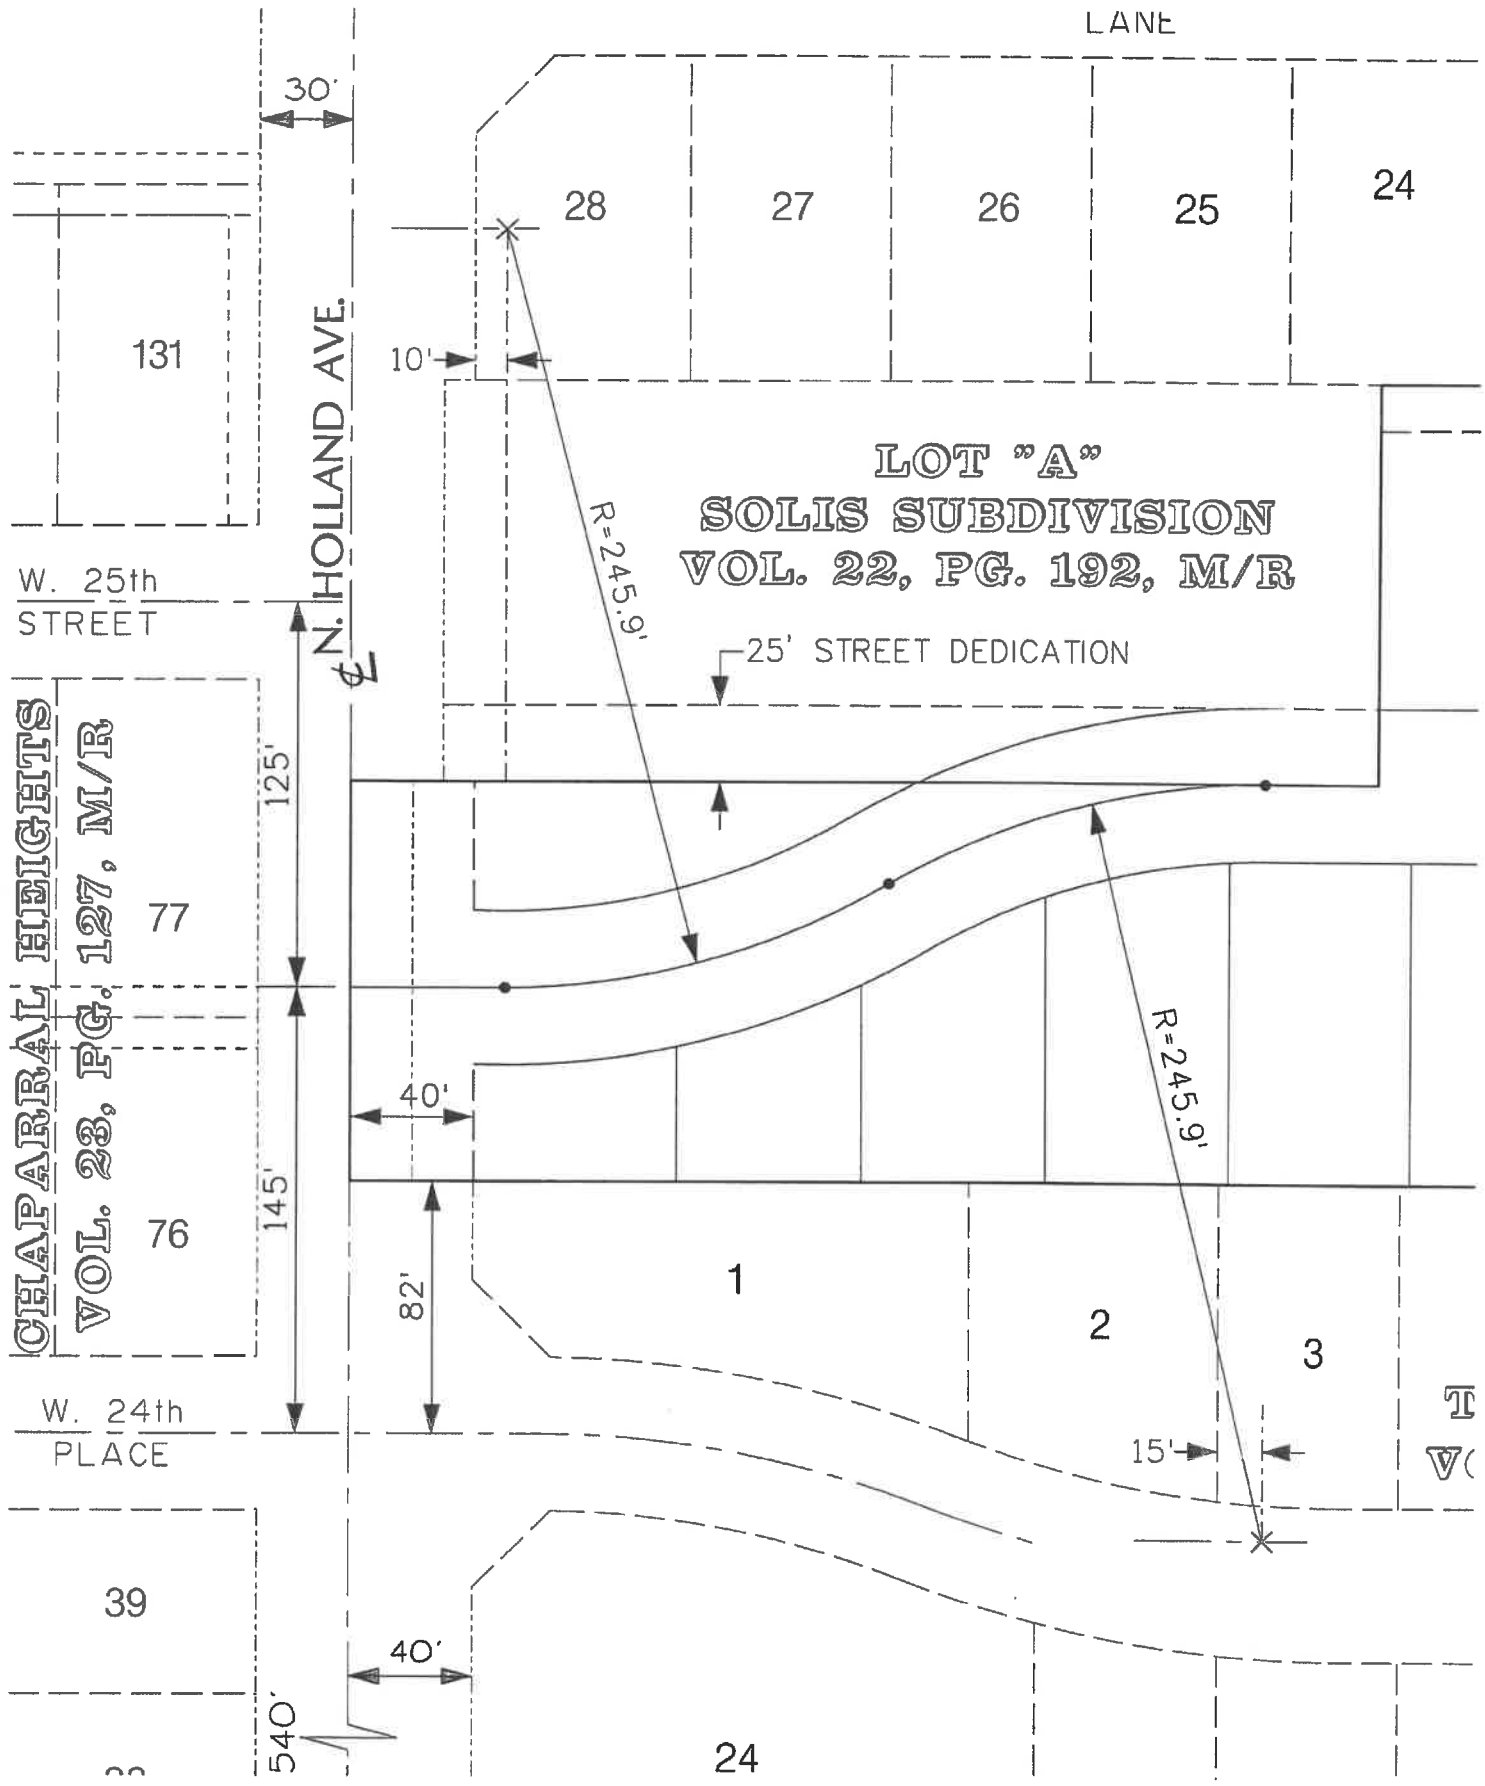 LANE
30'
28
27
26
25
24
131
10'
N. HOLLAND AVE.
LOT "A"
SOLIS SUBDIVISION
VOL. 22, PG. 192, M/R
R=245.9'
W. 25th
STREET
25' STREET DEDICATION
℄
CHAPARRAL HEIGHTS
VOL. 23, PG. 127, M/R
125'
77
R=245.9'
40'
145'
76
82'
1
2
3
W. 24th
PLACE
15'
39
40'
540'
24